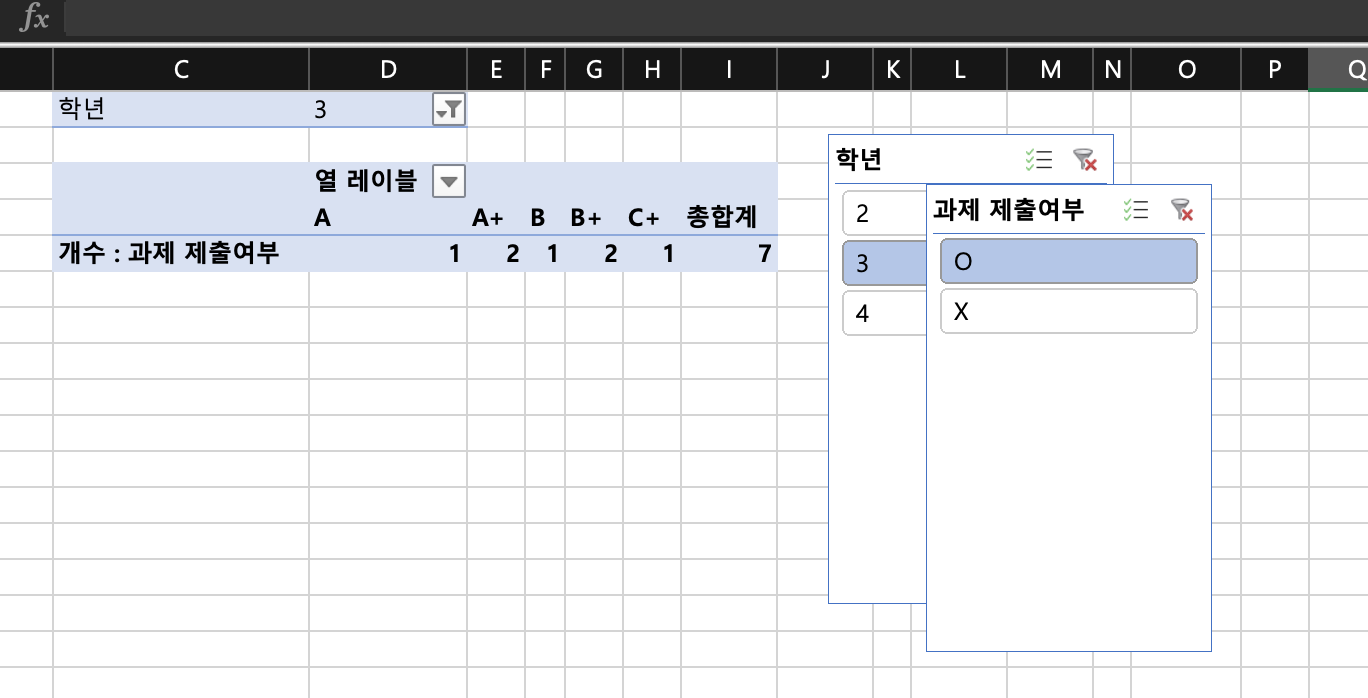 fx
C D E F G H I J K L M N O P Q
학년 3
열 레이블
A A+ B B+ C+ 총합계
개수 : 과제 제출여부 1 2 1 2 1 7
학년
2
3
4
과제 제출여부
O
X